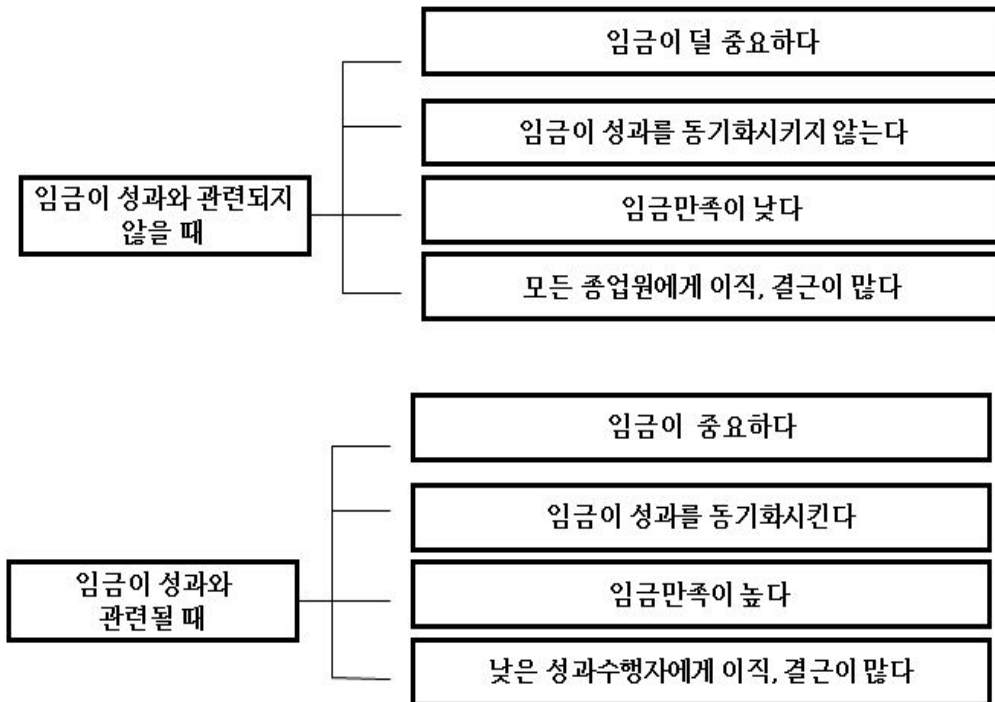 임금이 덜 중요하다
임금이 성과를 동기화시키지 않는다
임금이 성과와 관련되지
않을 때
임금만족이 낮다
모든 종업원에게 이직, 결근이 많다
임금이 중요하다
임금이 성과를 동기화시킨다
임금이 성과와
관련될 때
임금만족이 높다
낮은 성과수행자에게 이직, 결근이 많다